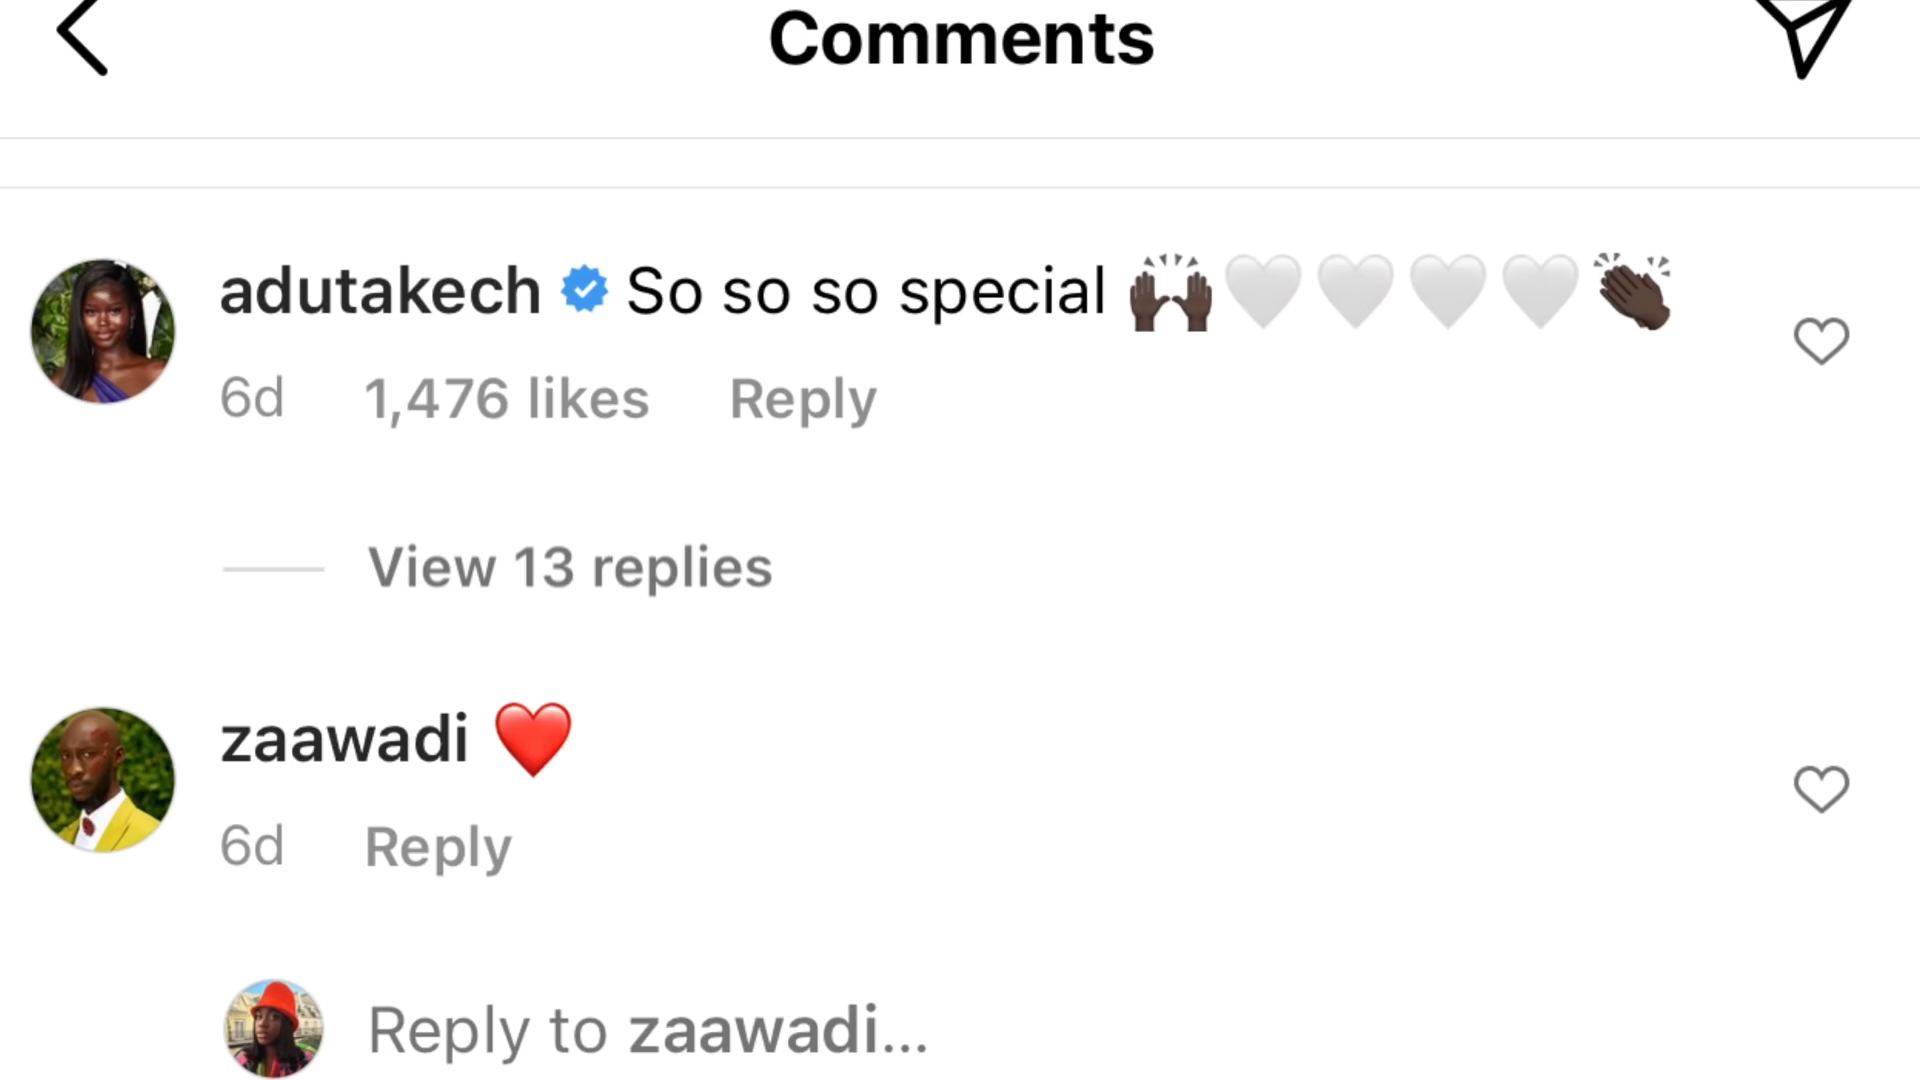 Comments
adutakech So so so special 🙌🏿🤍🤍🤍🤍👏🏿
6d 1,476 likes Reply
View 13 replies
zaawadi ❤️
6d Reply
Reply to zaawadi...